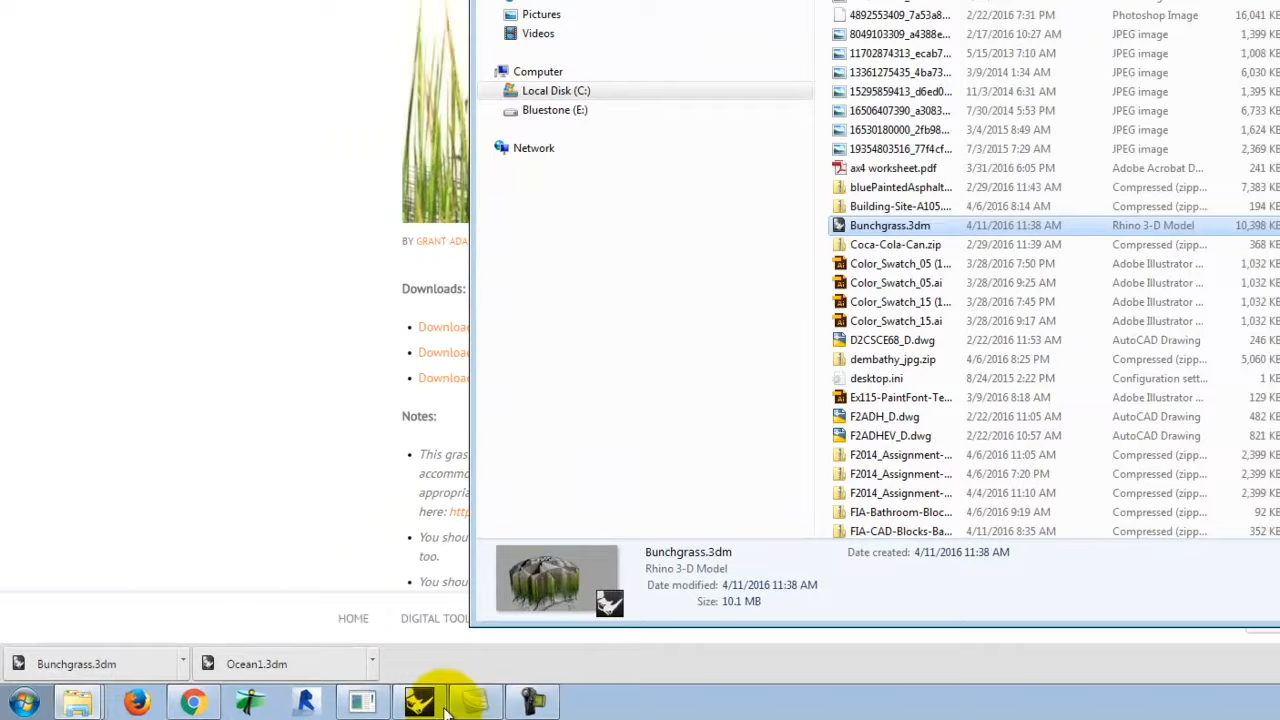 Pictures
Videos
Computer
Local Disk (C:)
Bluestone (E:)
Network
4892553409_7a53a8... 2/22/2016 7:31 PM Photoshop Image 16,041 KB
8049103309_a4388e... 2/17/2016 10:27 AM JPEG image 1,399 KB
11702874313_ecab7... 5/15/2013 7:10 AM JPEG image 1,008 KB
13361275435_4ba73... 3/9/2014 1:34 AM JPEG image 6,030 KB
15295859413_d6ed0... 11/3/2014 6:31 AM JPEG image 1,395 KB
16506407390_a3083... 7/30/2014 5:53 PM JPEG image 6,733 KB
16530180000_2fb98... 3/4/2015 8:49 AM JPEG image 1,624 KB
19354803516_77f4cf... 7/3/2015 7:29 AM JPEG image 2,369 KB
ax4 worksheet.pdf 3/31/2016 6:05 PM Adobe Acrobat D... 241 KB
bluePaintedAsphalt... 2/29/2016 11:43 AM Compressed (zipp... 7,383 KB
Building-Site-A105.... 4/6/2016 8:14 AM Compressed (zipp... 194 KB
Bunchgrass.3dm 4/11/2016 11:38 AM Rhino 3-D Model 10,398 KB
Coca-Cola-Can.zip 2/29/2016 11:39 AM Compressed (zipp... 368 KB
Color_Swatch_05 (1... 3/28/2016 7:50 PM Adobe Illustrator ... 1,032 KB
Color_Swatch_05.ai 3/28/2016 9:25 AM Adobe Illustrator ... 1,032 KB
Color_Swatch_15 (1... 3/28/2016 7:45 PM Adobe Illustrator ... 1,032 KB
Color_Swatch_15.ai 3/28/2016 9:17 AM Adobe Illustrator ... 1,032 KB
D2CSCE68_D.dwg 2/22/2016 11:53 AM AutoCAD Drawing 246 KB
dembathy_jpg.zip 4/6/2016 8:25 PM Compressed (zipp... 5,060 KB
desktop.ini 8/24/2015 2:22 PM Configuration sett... 1 KB
Ex115-PaintFont-Te... 3/9/2016 8:18 AM Adobe Illustrator ... 129 KB
F2ADH_D.dwg 2/22/2016 11:05 AM AutoCAD Drawing 482 KB
F2ADHEV_D.dwg 2/22/2016 10:57 AM AutoCAD Drawing 821 KB
F2014_Assignment-... 4/6/2016 11:05 AM Compressed (zipp... 2,399 KB
F2014_Assignment-... 4/6/2016 7:20 PM Compressed (zipp... 2,399 KB
F2014_Assignment-... 4/4/2016 11:10 AM Compressed (zipp... 2,399 KB
FIA-Bathroom-Bloc... 4/6/2016 9:19 AM Compressed (zipp... 92 KB
FIA-CAD-Blocks-Ba... 4/11/2016 8:35 AM Compressed (zipp... 352 KB
Bunchgrass.3dm Date created: 4/11/2016 11:38 AM
Rhino 3-D Model
Date modified: 4/11/2016 11:38 AM
Size: 10.1 MB
BY GRANT ADA
Downloads:
• Download
• Download
• Download
Notes:
• This gras
accommo
appropria
here: http
• You shou
too.
• You shou
HOME DIGITAL TOOL
Bunchgrass.3dm Ocean1.3dm